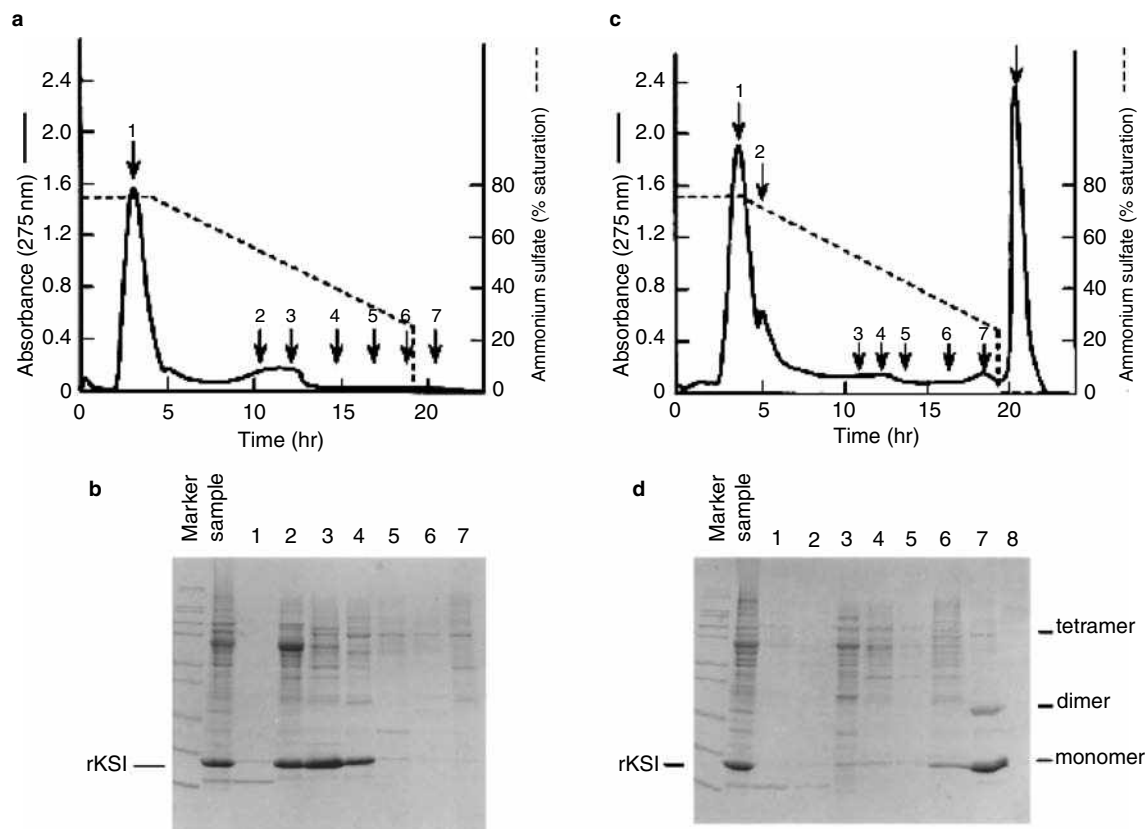 a
Absorbance (275 nm)
2.4
2.0
1.6
1.2
0.8
0.4
0
1
2 3 4 5 6 7
80
60
40
20
0
Ammonium sulfate (% saturation)
0 5 10 15 20
Time (hr)
c
Absorbance (275 nm)
2.4
2.0
1.6
1.2
0.8
0.4
0
1
2
3 4 5 6 7
80
60
40
20
0
Ammonium sulfate (% saturation)
0 5 10 15 20
Time (hr)
b
Marker
sample
1 2 3 4 5 6 7
rKSI
d
Marker
sample
1 2 3 4 5 6 7 8
tetramer
dimer
monomer
rKSI